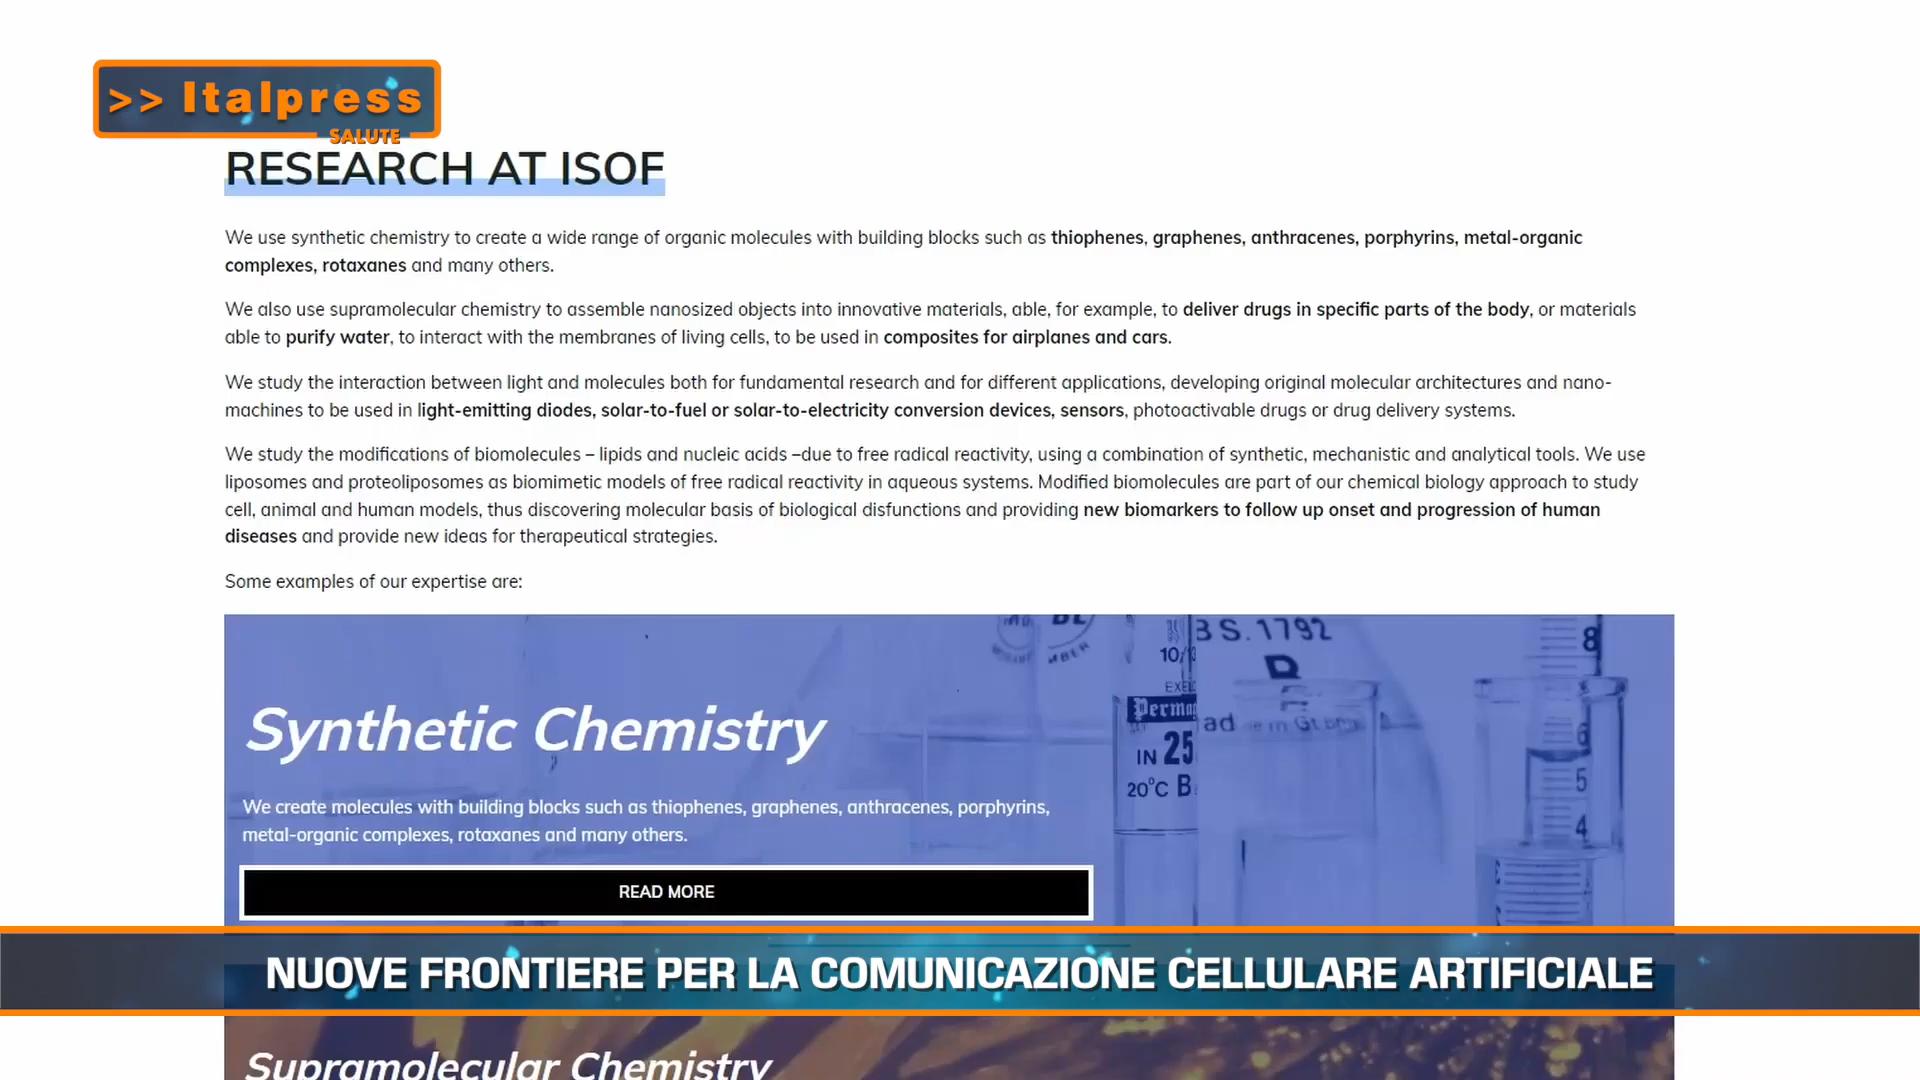 >> Italpress
SALUTE
RESEARCH AT ISOF
We use synthetic chemistry to create a wide range of organic molecules with building blocks such as thiophenes, graphenes, anthracenes, porphyrins, metal-organic
complexes, rotaxanes and many others.
We also use supramolecular chemistry to assemble nanosized objects into innovative materials, able, for example, to deliver drugs in specific parts of the body, or materials
able to purify water, to interact with the membranes of living cells, to be used in composites for airplanes and cars.
We study the interaction between light and molecules both for fundamental research and for different applications, developing original molecular architectures and nano-
machines to be used in light-emitting diodes, solar-to-fuel or solar-to-electricity conversion devices, sensors, photoactivable drugs or drug delivery systems.
We study the modifications of biomolecules – lipids and nucleic acids –due to free radical reactivity, using a combination of synthetic, mechanistic and analytical tools. We use
liposomes and proteoliposomes as biomimetic models of free radical reactivity in aqueous systems. Modified biomolecules are part of our chemical biology approach to study
cell, animal and human models, thus discovering molecular basis of biological disfunctions and providing new biomarkers to follow up onset and progression of human
diseases and provide new ideas for therapeutical strategies.
Some examples of our expertise are:
BS.1792
8
10/
Synthetic Chemistry
IN 25
20°C B
6
5
4
We create molecules with building blocks such as thiophenes, graphenes, anthracenes, porphyrins,
metal-organic complexes, rotaxanes and many others.
READ MORE
NUOVE FRONTIERE PER LA COMUNICAZIONE CELLULARE ARTIFICIALE
Supramolecular Chemistry